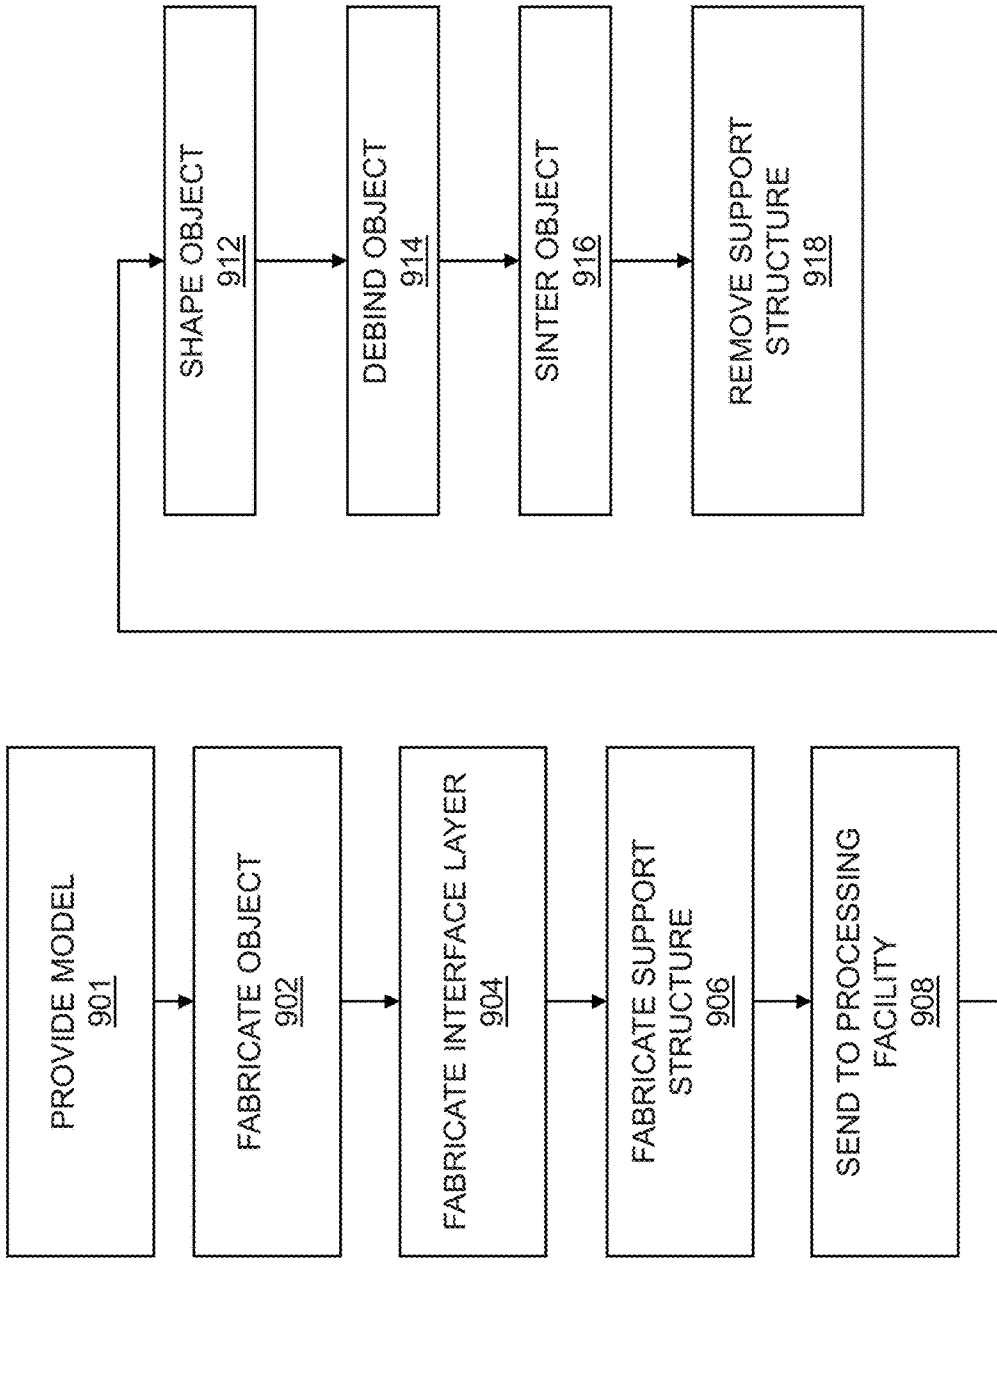 PROVIDE MODEL
901
FABRICATE OBJECT
902
FABRICATE INTERFACE LAYER
904
FABRICATE SUPPORT
STRUCTURE
906
SEND TO PROCESSING
FACILITY
908
SHAPE OBJECT
912
DEBIND OBJECT
914
SINTER OBJECT
916
REMOVE SUPPORT
STRUCTURE
918